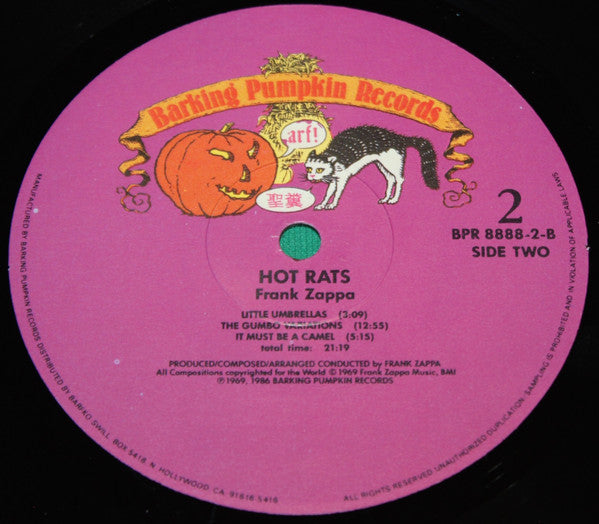 Barking Pumpkin Records
arf!
聖糞
2
BPR 8888-2-B
SIDE TWO
HOT RATS
Frank Zappa
LITTLE UMBRELLAS (3:09)
THE GUMBO VARIATIONS (12:55)
IT MUST BE A CAMEL (5:15)
total time: 21:19
PRODUCED/COMPOSED/ARRANGED CONDUCTED by FRANK ZAPPA
All Compositions copyrighted for the World © 1969 Frank Zappa Music, BMI
℗ 1969, 1986 BARKING PUMPKIN RECORDS
MANUFACTURED BY BARKING PUMPKIN RECORDS DISTRIBUTED BY BARFKO SWILL BOX 5418 N. HOLLYWOOD, CA 91616-5418
ALL RIGHTS RESERVED UNAUTHORIZED DUPLICATION, SAMPLING IS PROHIBITED AND IN VIOLATION OF APPLICABLE LAWS